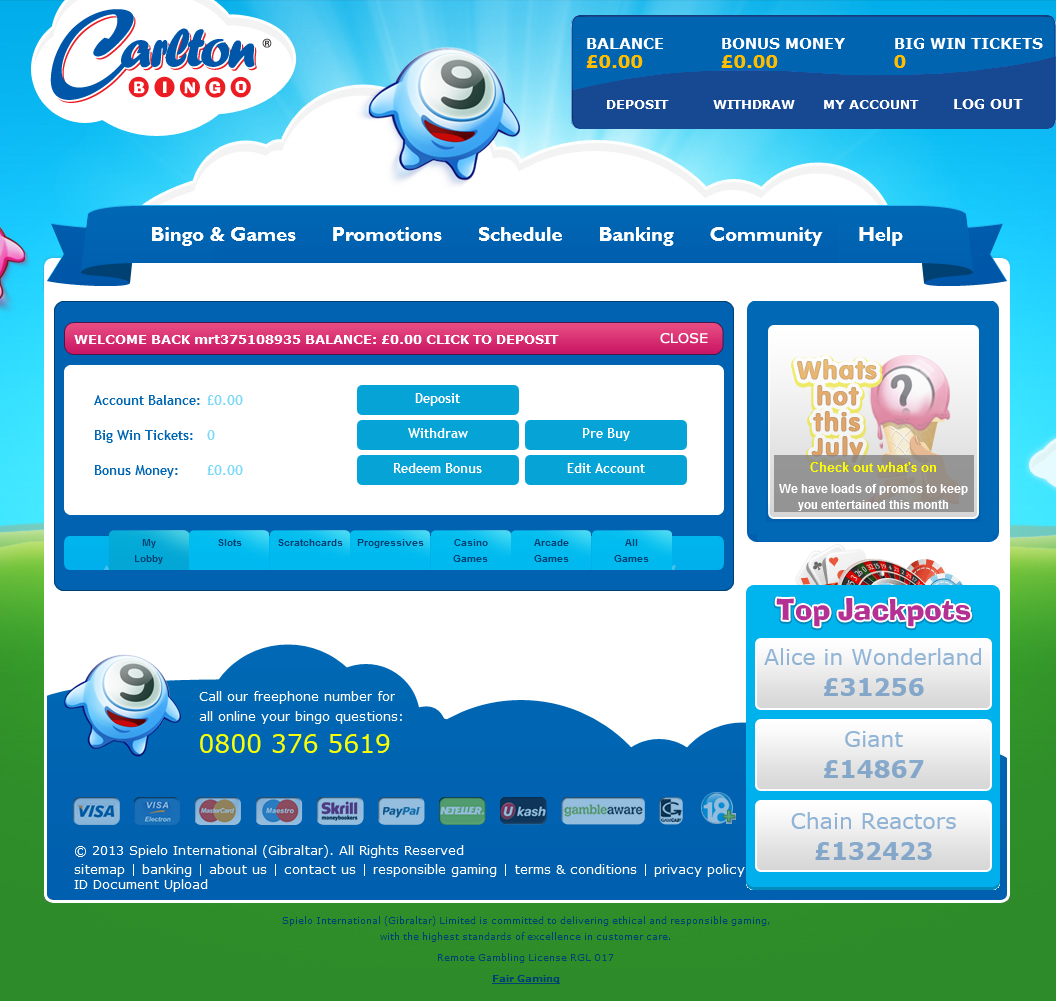 Carlton®
BINGO
BALANCE BONUS MONEY BIG WIN TICKETS
£0.00 £0.00 0
DEPOSIT WITHDRAW MY ACCOUNT LOG OUT
9
Bingo & Games Promotions Schedule Banking Community Help
WELCOME BACK mrt375108935 BALANCE: £0.00 CLICK TO DEPOSIT CLOSE
Account Balance: £0.00 Deposit
Big Win Tickets: 0 Withdraw Pre Buy
Bonus Money: £0.00 Redeem Bonus Edit Account
My Lobby
Slots
Scratchcards
Progressives
Casino Games
Arcade Games
All Games
Whats
hot
this
July
?
Check out what's on
We have loads of promos to keep
you entertained this month
Top Jackpots
Alice in Wonderland
£31256
Giant
£14867
Chain Reactors
£132423
9
Call our freephone number for
all online your bingo questions:
0800 376 5619
VISA VISA Electron MasterCard Maestro Skrill moneybookers PayPal NETELLER Ukash gambleaware GAMCARE 18+
© 2013 Spielo International (Gibraltar). All Rights Reserved
sitemap | banking | about us | contact us | responsible gaming | terms & conditions | privacy policy
ID Document Upload
Spielo International (Gibraltar) Limited is committed to delivering ethical and responsible gaming,
with the highest standards of excellence in customer care.
Remote Gambling License RGL 017
Fair Gaming